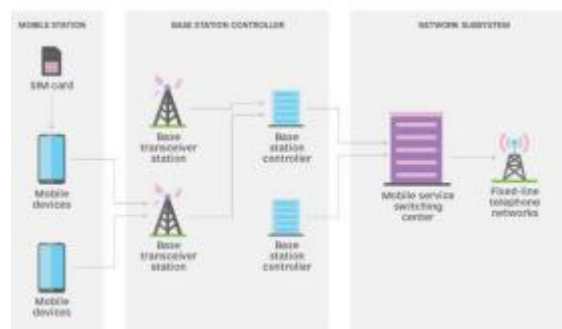 MOBILE STATION
BASE STATION CONTROLLER
NETWORK SUBSYSTEM
SIM card
Mobile
devices
Mobile
devices
Base
transceiver
station
Base
transceiver
station
Base
station
controller
Base
station
controller
Mobile service
switching
center
Fixed-line
telephone
networks